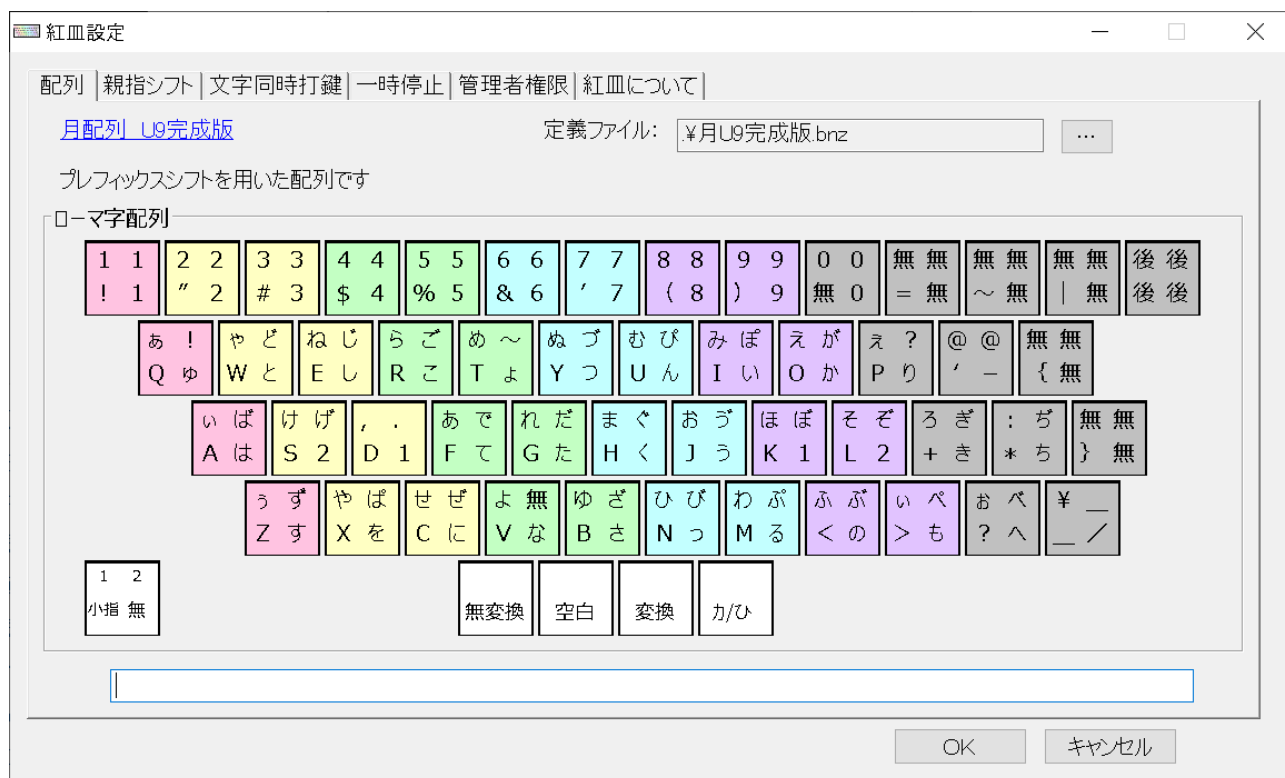 紅皿設定
配列 親指シフト 文字同時打鍵 一時停止 管理者権限 紅皿について
月配列 U9完成版 定義ファイル: .¥月U9完成版.bnz ...
プレフィックスシフトを用いた配列です
ローマ字配列
1 1 2 2 3 3 4 4 5 5 6 6 7 7 8 8 9 9 0 0 無 無 無 無 無 無 後 後
! 1 ” 2 # 3 $ 4 % 5 & 6 ’ 7 ( 8 ) 9 無 0 = 無 ~ 無 | 無 後 後
ぁ ! ゃ ど ね じ ら ご め ~ ぬ づ む ぴ み ぽ え が ぇ ? @ @ 無 無
Q ゅ W と E し R こ T ょ Y つ U ん I い O か P り ‘ − { 無
ぃ ば け げ , . あ で れ だ ま ぐ お ゔ ほ ぼ そ ぞ ろ ぎ : ぢ 無 無
A は S 2 D 1 F て G た H く J う K 1 L 2 + き * ち } 無
ぅ ず や ぱ せ ぜ よ 無 ゆ ざ ひ び わ ぷ ふ ぶ ぃ ぺ ぉ べ ¥ _
Z す X を C に V な B さ N っ M る < の > も ? へ _ /
1 2
小指 無 無変換 空白 変換 カ/ひ
OK キャンセル